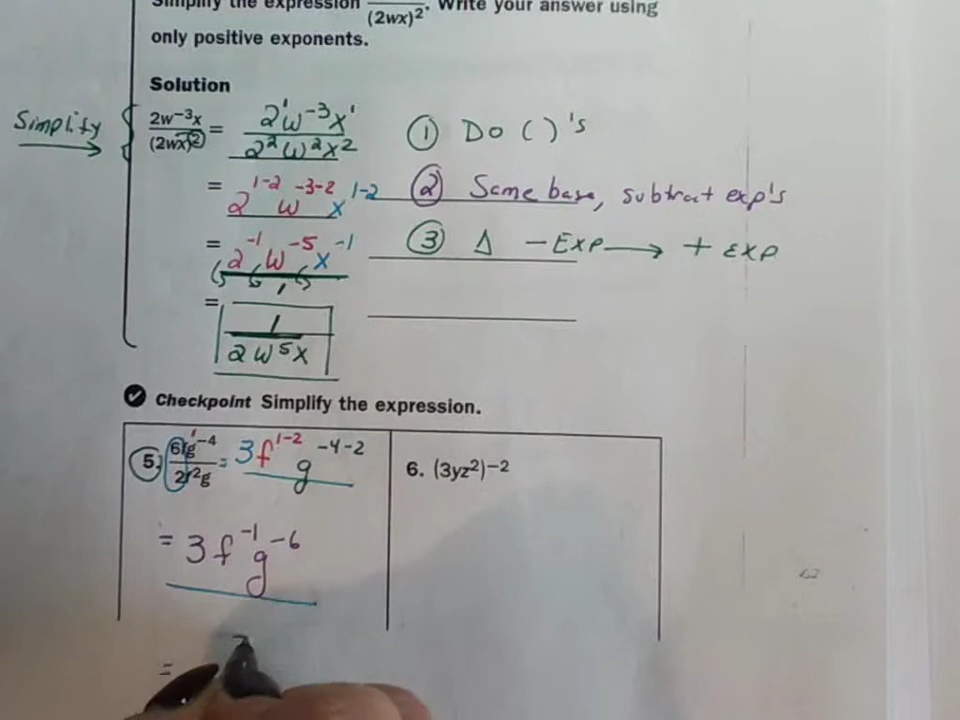 Simplify the expression (2wx)². Write your answer using
only positive exponents.
Solution
Simplify
2w⁻³x/(2wx)² = 2¹w⁻³x¹/2²w²x² ① Do ( )'s
= 2¹⁻² w⁻³⁻² x¹⁻² ② Same base, subtract exp's
= 2⁻¹ w⁻⁵ x⁻¹ ③ Δ −Exp → + Exp
= 1/2w⁵x
Checkpoint Simplify the expression.
5. 6fg⁻⁴/2f²g = 3f¹⁻² g⁻⁴⁻²
6. (3yz²)⁻²
= 3f⁻¹g⁻⁶
=